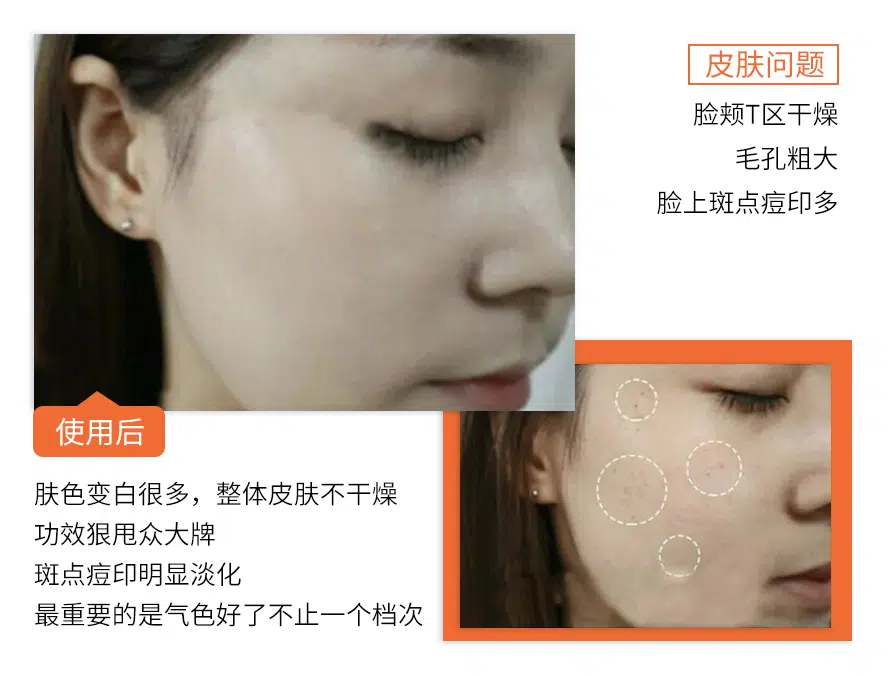 皮肤问题
脸颊T区干燥
毛孔粗大
脸上斑点痘印多
使用后
肤色变白很多，整体皮肤不干燥
功效狠甩众大牌
斑点痘印明显淡化
最重要的是气色好了不止一个档次